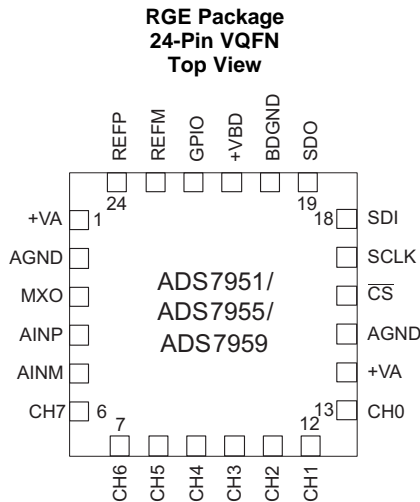 RGE Package
24-Pin VQFN
Top View
REFP
REFM
GPIO
+VBD
BDGND
SDO
24
19
+VA
1
18
SDI
AGND
SCLK
MXO
CS
AINP
AGND
AINM
+VA
CH7
6
13
CH0
ADS7951/
ADS7955/
ADS7959
7
12
CH6
CH5
CH4
CH3
CH2
CH1